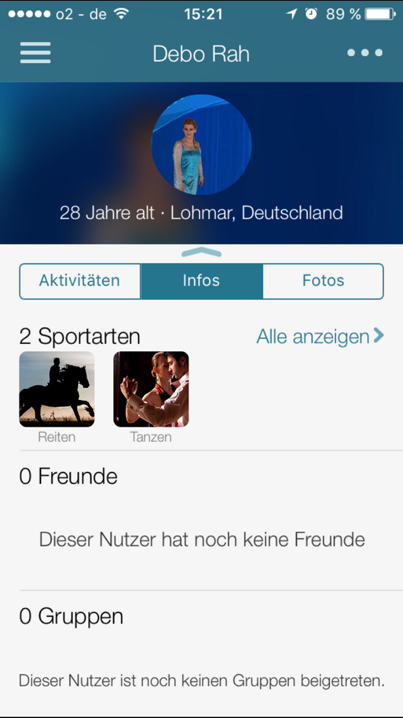 o2 - de 15:21 89 %
Debo Rah
28 Jahre alt · Lohmar, Deutschland
Aktivitäten Infos Fotos
2 Sportarten Alle anzeigen
Reiten Tanzen
0 Freunde
Dieser Nutzer hat noch keine Freunde
0 Gruppen
Dieser Nutzer ist noch keinen Gruppen beigetreten.